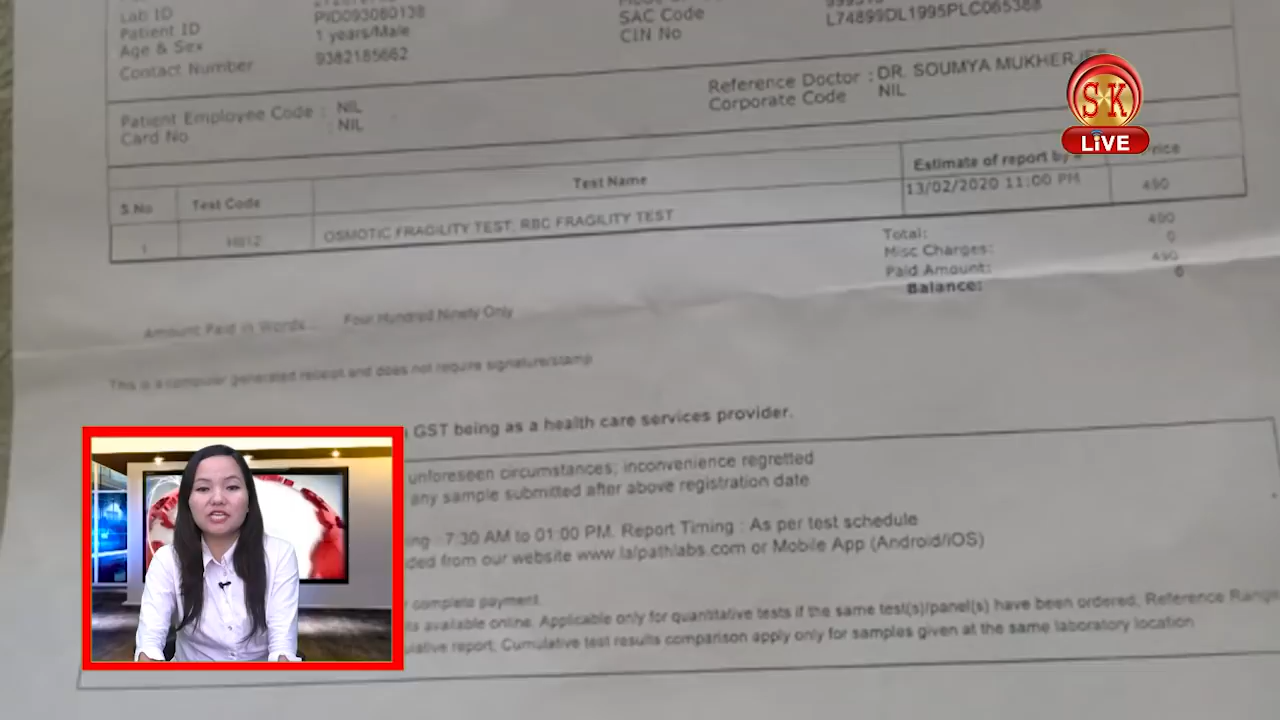 Lab ID
Patient ID PID093080138
Age & Sex 1 years/Male
Contact Number 9382185662
SAC Code
CIN No L74899DL1995PLC065388
Patient Employee Code : NIL
Card No : NIL
Reference Doctor : DR. SOUMYA MUKHERJEE
Corporate Code NIL
S K
LiVE
S No Test Code Test Name Estimate of report by Price
1 OSMOTIC FRAGILITY TEST; RBC FRAGILITY TEST 13/02/2020 11:00 PM 490
Total: 490
Misc Charges: 0
Paid Amount: 490
Balance: 0
Amount Paid in Words... Four Hundred Ninety Only
This is a computer generated receipt and does not require signature/stamp
GST being as a health care services provider.
unforeseen circumstances; inconvenience regretted
any sample submitted after above registration date
7:30 AM to 01:00 PM. Report Timing : As per test schedule
from our website www.lalpathlabs.com or Mobile App (Android/iOS)
complete payment.
available online. Applicable only for quantitative tests if the same test(s)/panel(s) have been ordered, Reference Range
report, Cumulative test results comparison apply only for samples given at the same laboratory location